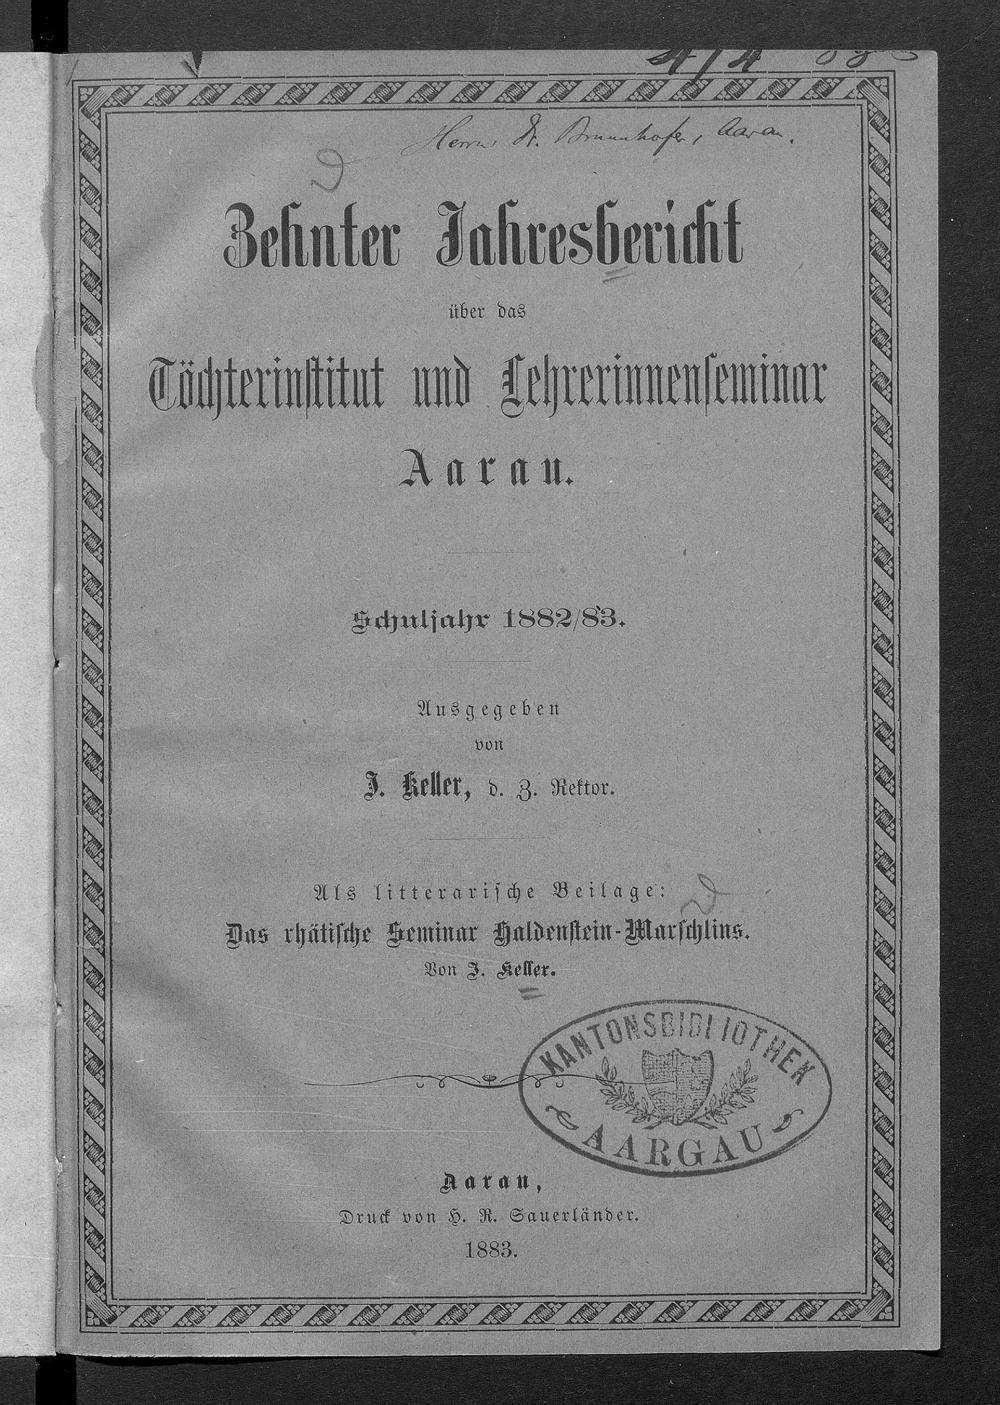 Herrn Dr. Brunnhofer, Aarau.
Zehnter Jahresbericht
über das
Töchterinstitut und Lehrerinnenseminar
Aarau.
Schuljahr 1882/83.
Ausgegeben
von
J. Keller, d. Z. Rektor.
Als litterarische Beilage:
Das rhätische Seminar Haldenstein-Marschlins.
Von J. Keller.
KANTONSBIBLIOTHEK
AARGAU
Aarau,
Druck von H. R. Sauerländer.
1883.